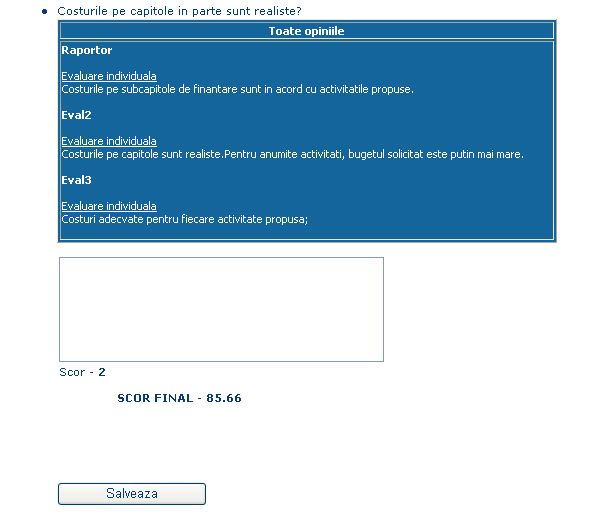 Costurile pe capitole in parte sunt realiste?
Toate opiniile
Raportor
Evaluare individuala
Costurile pe subcapitole de finantare sunt in acord cu activitatile propuse.
Eval2
Evaluare individuala
Costurile pe capitole sunt realiste.Pentru anumite activitati, bugetul solicitat este putin mai mare.
Eval3
Evaluare individuala
Costuri adecvate pentru fiecare activitate propusa;
Scor - 2
SCOR FINAL - 85.66
Salveaza